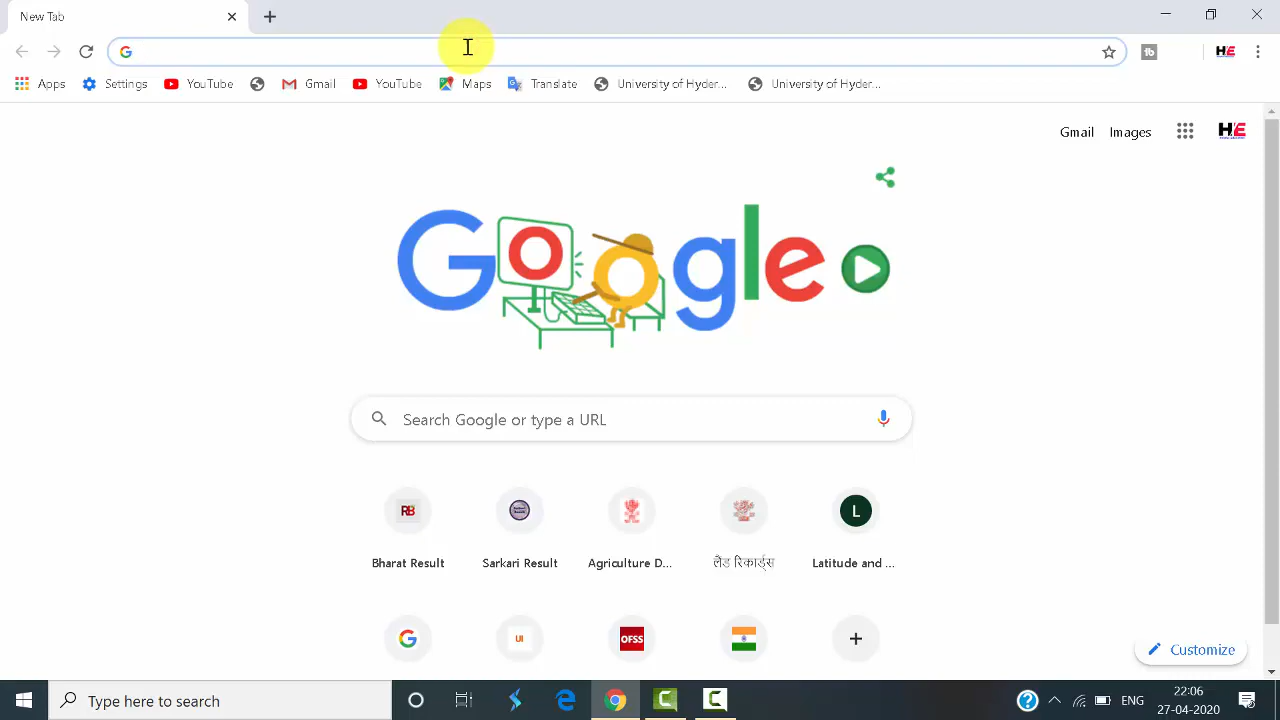 New Tab
Apps Settings YouTube Gmail YouTube Maps Translate University of Hyder... University of Hyder...
Gmail Images HE
Google
Search Google or type a URL
RB L
Bharat Result Sarkari Result Agriculture D... लैंड रिकार्ड्स Latitude and ...
G UI OFSS
Customize
Type here to search
ENG
22:06
27-04-2020